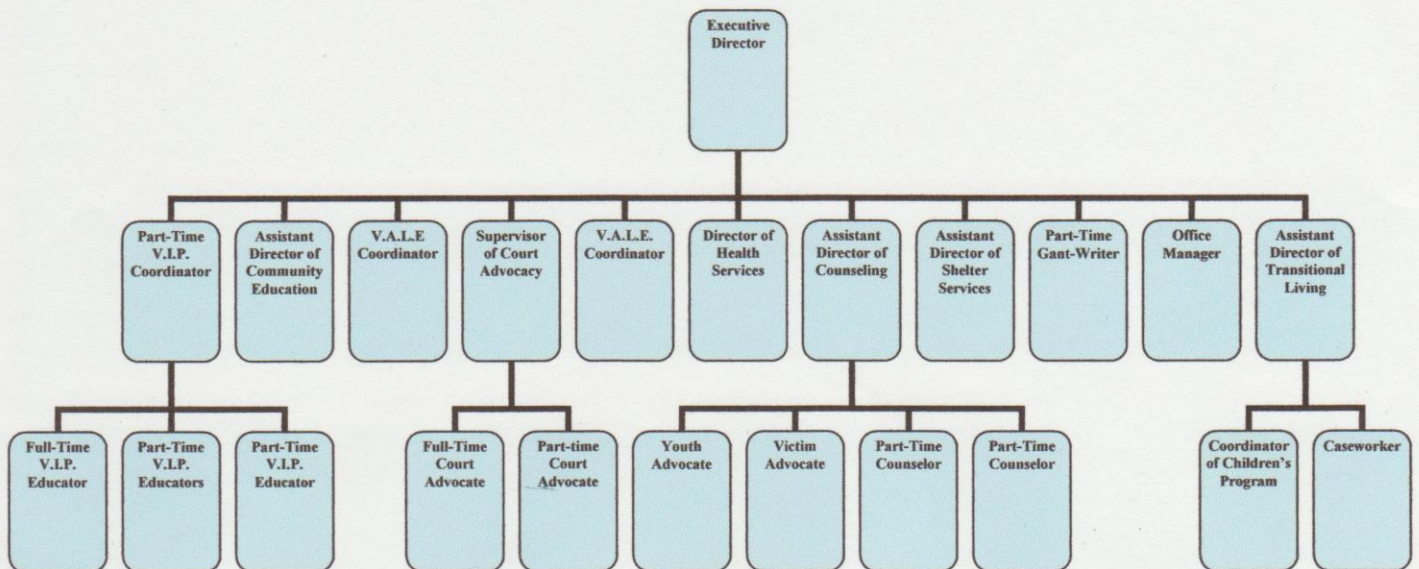 Executive
Director
Part-Time
V.I.P.
Coordinator
Assistant
Director of
Community
Education
V.A.L.E
Coordinator
Supervisor
of Court
Advocacy
V.A.L.E.
Coordinator
Director of
Health
Services
Assistant
Director of
Counseling
Assistant
Director of
Shelter
Services
Part-Time
Gant-Writer
Office
Manager
Assistant
Director of
Transitional
Living
Full-Time
V.I.P.
Educator
Part-Time
V.I.P.
Educators
Part-Time
V.I.P.
Educator
Full-Time
Court
Advocate
Part-time
Court
Advocate
Youth
Advocate
Victim
Advocate
Part-Time
Counselor
Part-Time
Counselor
Coordinator
of Children's
Program
Caseworker